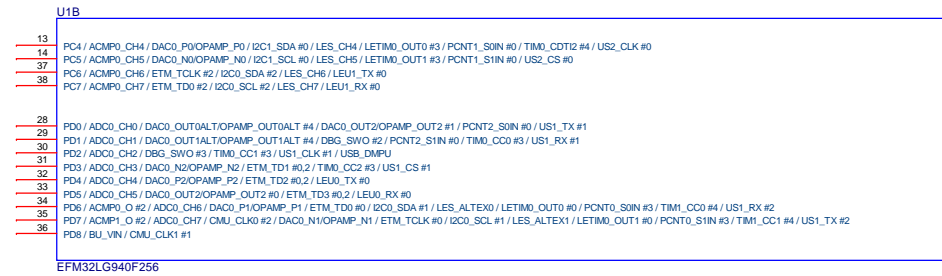 U1B
13 PC4 / ACMP0_CH4 / DAC0_P0/OPAMP_P0 / I2C1_SDA #0 / LES_CH4 / LETIM0_OUT0 #3 / PCNT1_S0IN #0 / TIM0_CDTI2 #4 / US2_CLK #0
14 PC5 / ACMP0_CH5 / DAC0_N0/OPAMP_N0 / I2C1_SCL #0 / LES_CH5 / LETIM0_OUT1 #3 / PCNT1_S1IN #0 / US2_CS #0
37 PC6 / ACMP0_CH6 / ETM_TCLK #2 / I2C0_SDA #2 / LES_CH6 / LEU1_TX #0
38 PC7 / ACMP0_CH7 / ETM_TD0 #2 / I2C0_SCL #2 / LES_CH7 / LEU1_RX #0
28 PD0 / ADC0_CH0 / DAC0_OUT0ALT/OPAMP_OUT0ALT #4 / DAC0_OUT2/OPAMP_OUT2 #1 / PCNT2_S0IN #0 / US1_TX #1
29 PD1 / ADC0_CH1 / DAC0_OUT1ALT/OPAMP_OUT1ALT #4 / DBG_SWO #2 / PCNT2_S1IN #0 / TIM0_CC0 #3 / US1_RX #1
30 PD2 / ADC0_CH2 / DBG_SWO #3 / TIM0_CC1 #3 / US1_CLK #1 / USB_DMPU
31 PD3 / ADC0_CH3 / DAC0_N2/OPAMP_N2 / ETM_TD1 #0,2 / TIM0_CC2 #3 / US1_CS #1
32 PD4 / ADC0_CH4 / DAC0_P2/OPAMP_P2 / ETM_TD2 #0,2 / LEU0_TX #0
33 PD5 / ADC0_CH5 / DAC0_OUT2/OPAMP_OUT2 #0 / ETM_TD3 #0,2 / LEU0_RX #0
34 PD6 / ACMP0_O #2 / ADC0_CH6 / DAC0_P1/OPAMP_P1 / ETM_TD0 #0 / I2C0_SDA #1 / LES_ALTEX0 / LETIM0_OUT0 #0 / PCNT0_S0IN #3 / TIM1_CC0 #4 / US1_RX #2
35 PD7 / ACMP1_O #2 / ADC0_CH7 / CMU_CLK0 #2 / DAC0_N1/OPAMP_N1 / ETM_TCLK #0 / I2C0_SCL #1 / LES_ALTEX1 / LETIM0_OUT1 #0 / PCNT0_S1IN #3 / TIM1_CC1 #4 / US1_TX #2
36 PD8 / BU_VIN / CMU_CLK1 #1
EFM32LG940F256